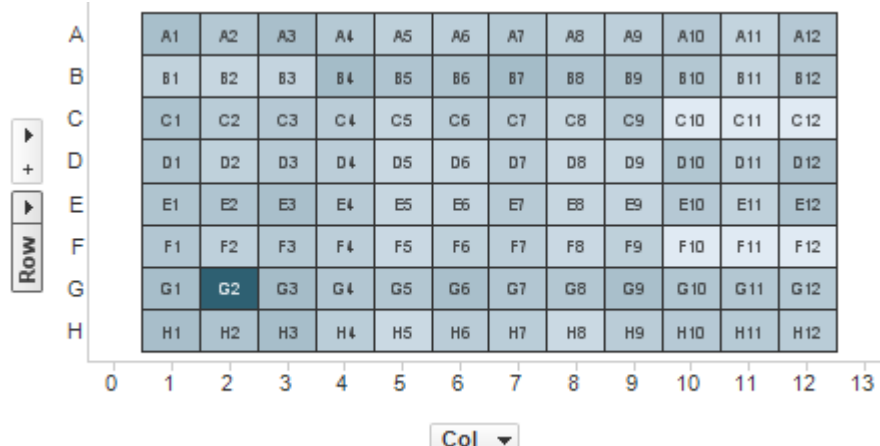 A A1 A2 A3 A4 A5 A6 A7 A8 A9 A10 A11 A12
B B1 B2 B3 B4 B5 B6 B7 B8 B9 B10 B11 B12
C C1 C2 C3 C4 C5 C6 C7 C8 C9 C10 C11 C12
+ D D1 D2 D3 D4 D5 D6 D7 D8 D9 D10 D11 D12
E E1 E2 E3 E4 E5 E6 E7 E8 E9 E10 E11 E12
Row F F1 F2 F3 F4 F5 F6 F7 F8 F9 F10 F11 F12
G G1 G2 G3 G4 G5 G6 G7 G8 G9 G10 G11 G12
H H1 H2 H3 H4 H5 H6 H7 H8 H9 H10 H11 H12
0 1 2 3 4 5 6 7 8 9 10 11 12 13
Col